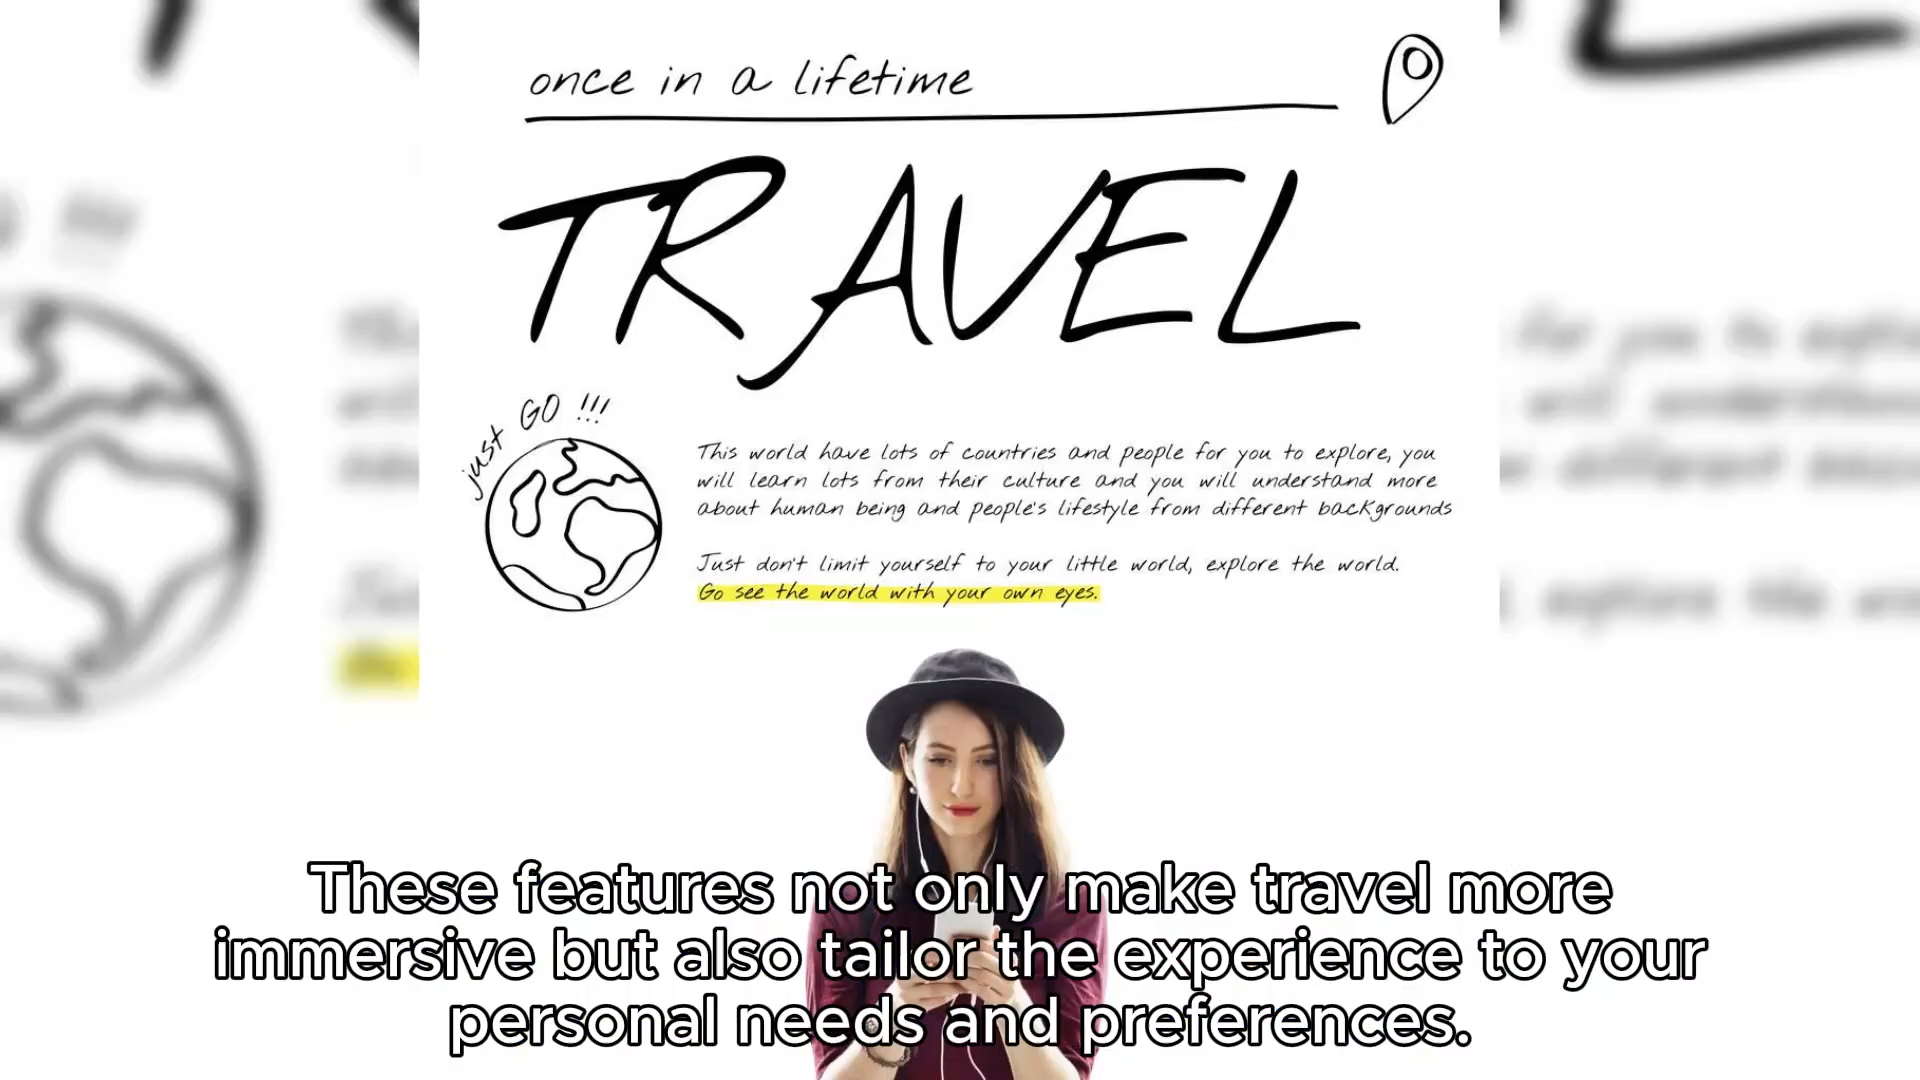 once in a lifetime
TRAVEL
just GO !!!
This world have lots of countries and people for you to explore, you
will learn lots from their culture and you will understand more
about human being and people's lifestyle from different backgrounds
Just don't limit yourself to your little world, explore the world.
Go see the world with your own eyes.
These features not only make travel more
immersive but also tailor the experience to your
personal needs and preferences.